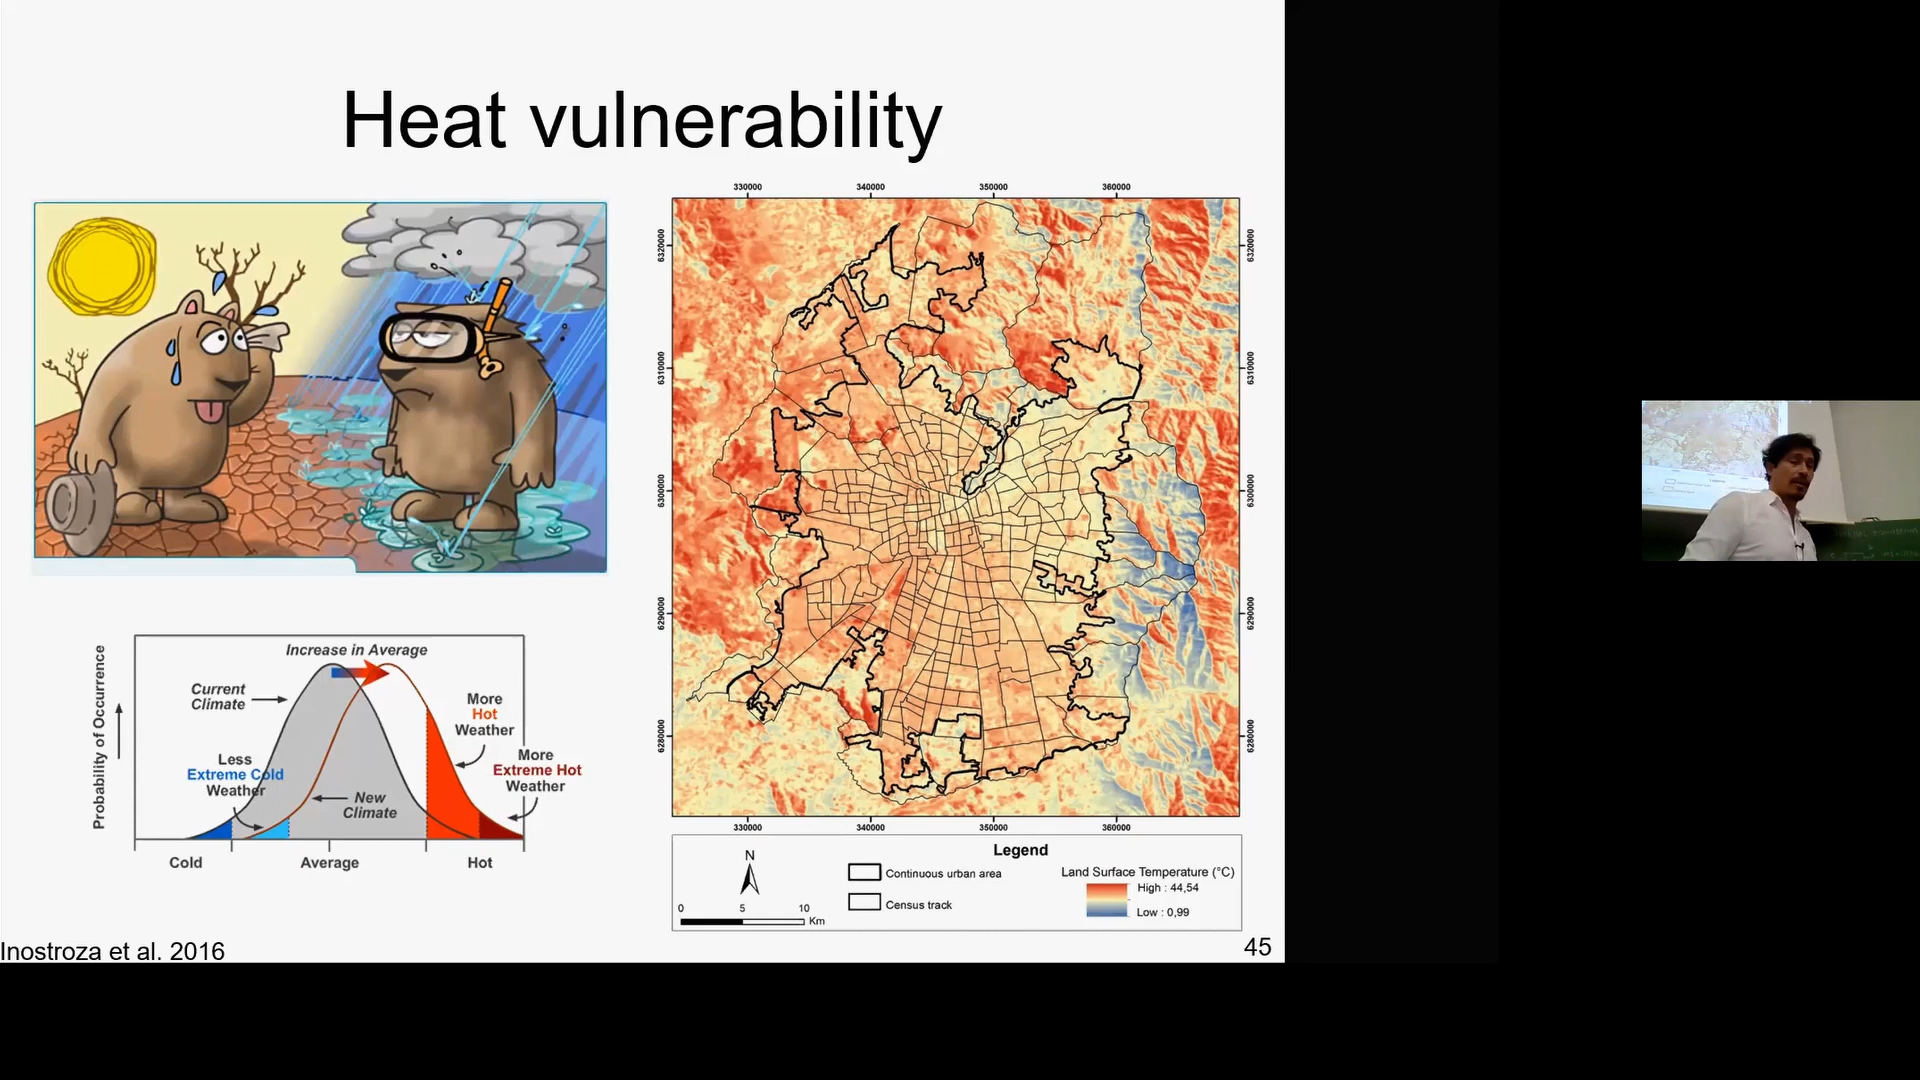 Heat vulnerability
Increase in Average
Current
Climate
More
Hot
Weather
More
Extreme Hot
Weather
Less
Extreme Cold
Weather
New
Climate
Probability of Occurrence
Cold
Average
Hot
330000
340000
350000
360000
6320000
6310000
6300000
6290000
6280000
6320000
6310000
6300000
6290000
6280000
330000
340000
350000
360000
Legend
N
0
5
10
Km
Continuous urban area
Census track
Land Surface Temperature (°C)
High : 44,54
Low : 0,99
Inostroza et al. 2016
45